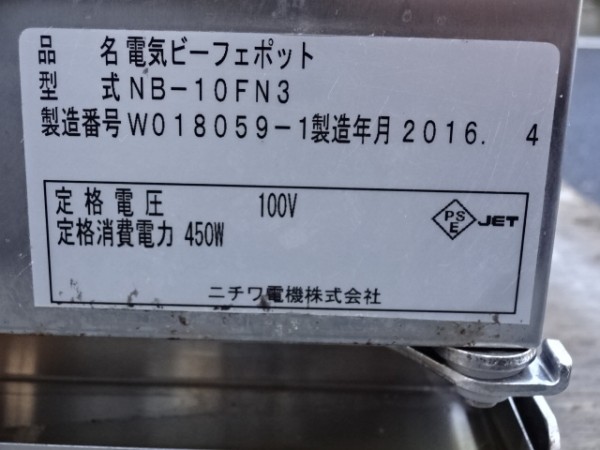 品 名 電気ビーフェポット
型 式 NB-10FN3
製造番号 W018059-1 製造年月 2016. 4
定格電圧 100V
定格消費電力 450W
PS E JET
ニチワ電機株式会社